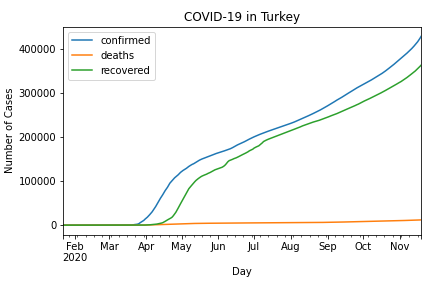 COVID-19 in Turkey
confirmed
deaths
recovered
Number of Cases
400000
300000
200000
100000
0
Feb Mar Apr May Jun Jul Aug Sep Oct Nov
2020
Day